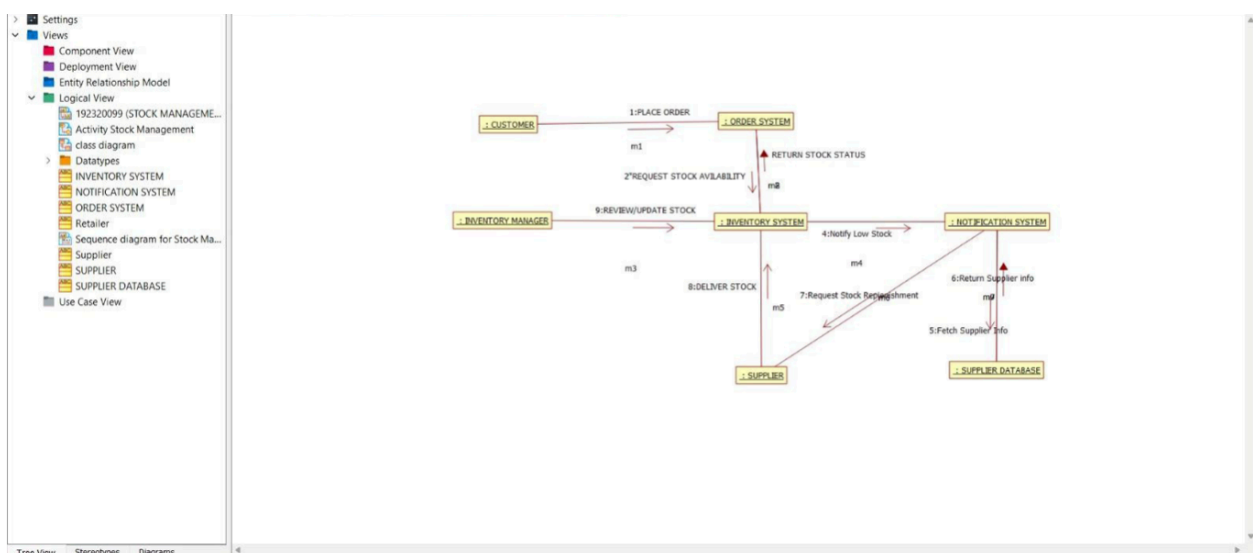 Settings
Views
Component View
Deployment View
Entity Relationship Model
Logical View
192320099 (STOCK MANAGEME...
Activity Stock Management
class diagram
Datatypes
INVENTORY SYSTEM
NOTIFICATION SYSTEM
ORDER SYSTEM
Retailer
Sequence diagram for Stock Ma...
Supplier
SUPPLIER
SUPPLIER DATABASE
Use Case View
Tree View Stereotypes Diagrams
1:PLACE ORDER
: CUSTOMER
: ORDER SYSTEM
m1
RETURN STOCK STATUS
2"REQUEST STOCK AVILABILITY
9:REVIEW/UPDATE STOCK
: INVENTORY MANAGER
: INVENTORY SYSTEM
: NOTIFICATION SYSTEM
4:Notify Low Stock
m3
m4
6:Return Supplier info
8:DELIVER STOCK
7:Request Stock Replenishment
m5
5:Fetch Supplier Info
: SUPPLIER
: SUPPLIER DATABASE